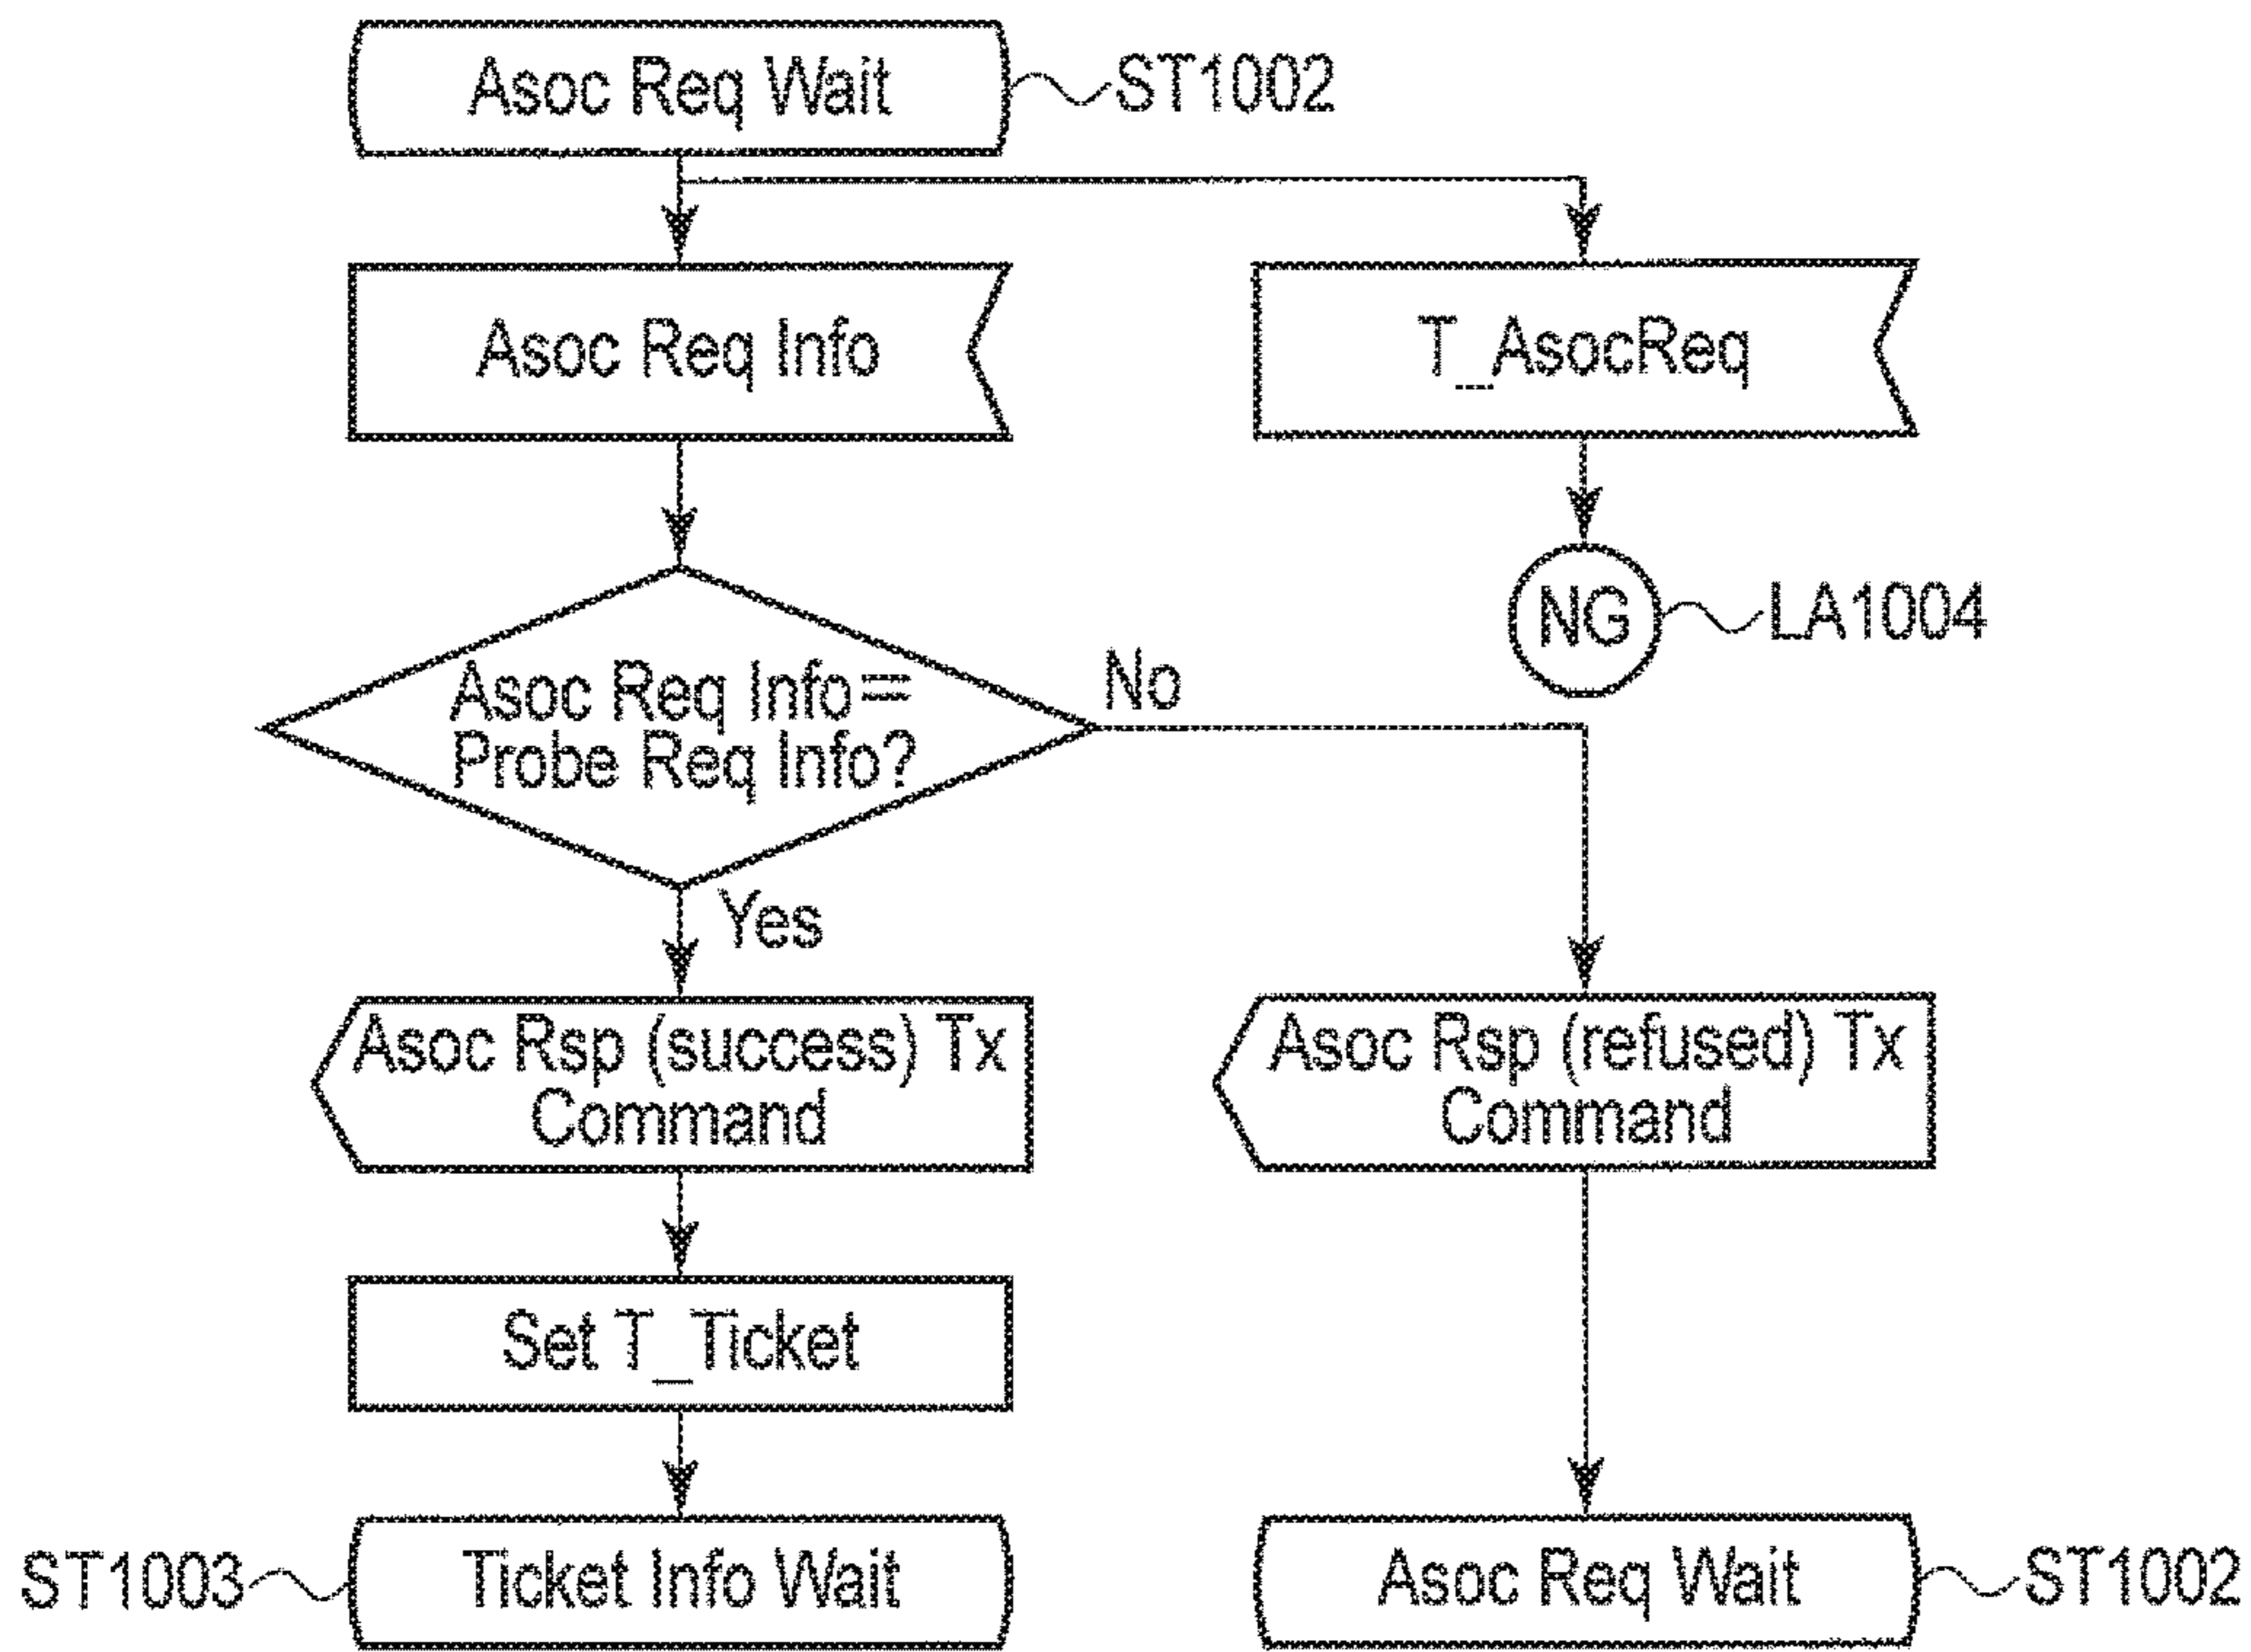 Asoc Req Wait
ST1002
Asoc Req Info
T_AsocReq
NG
LA1004
Asoc Req Info==
Probe Req Info?
No
Yes
Asoc Rsp (success) Tx
Command
Asoc Rsp (refused) Tx
Command
Set T_Ticket
ST1003
Ticket Info Wait
Asoc Req Wait
ST1002